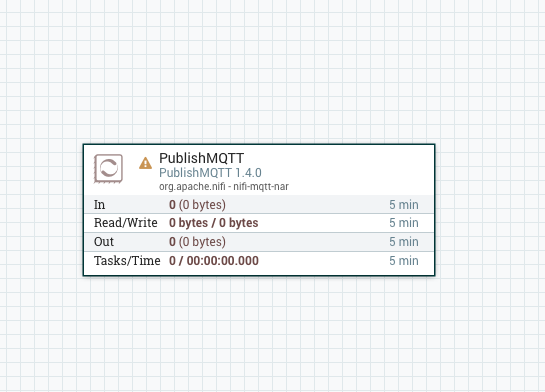 PublishMQTT
PublishMQTT 1.4.0
org.apache.nifi - nifi-mqtt-nar
In 0 (0 bytes) 5 min
Read/Write 0 bytes / 0 bytes 5 min
Out 0 (0 bytes) 5 min
Tasks/Time 0 / 00:00:00.000 5 min